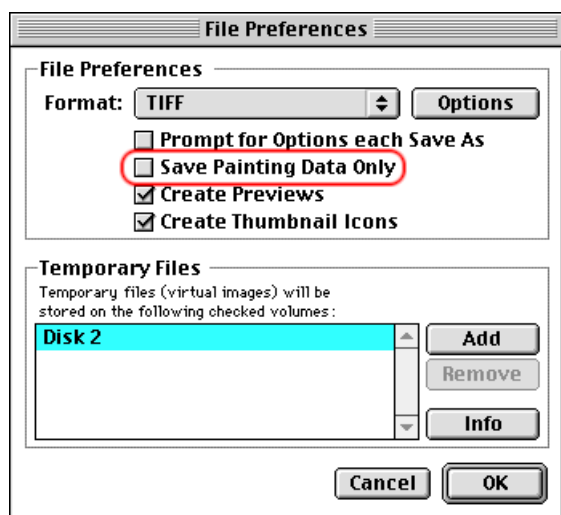 File Preferences
File Preferences
Format: TIFF Options
Prompt for Options each Save As
Save Painting Data Only
Create Previews
Create Thumbnail Icons
Temporary Files
Temporary files (virtual images) will be
stored on the following checked volumes:
Disk 2
Add
Remove
Info
Cancel OK